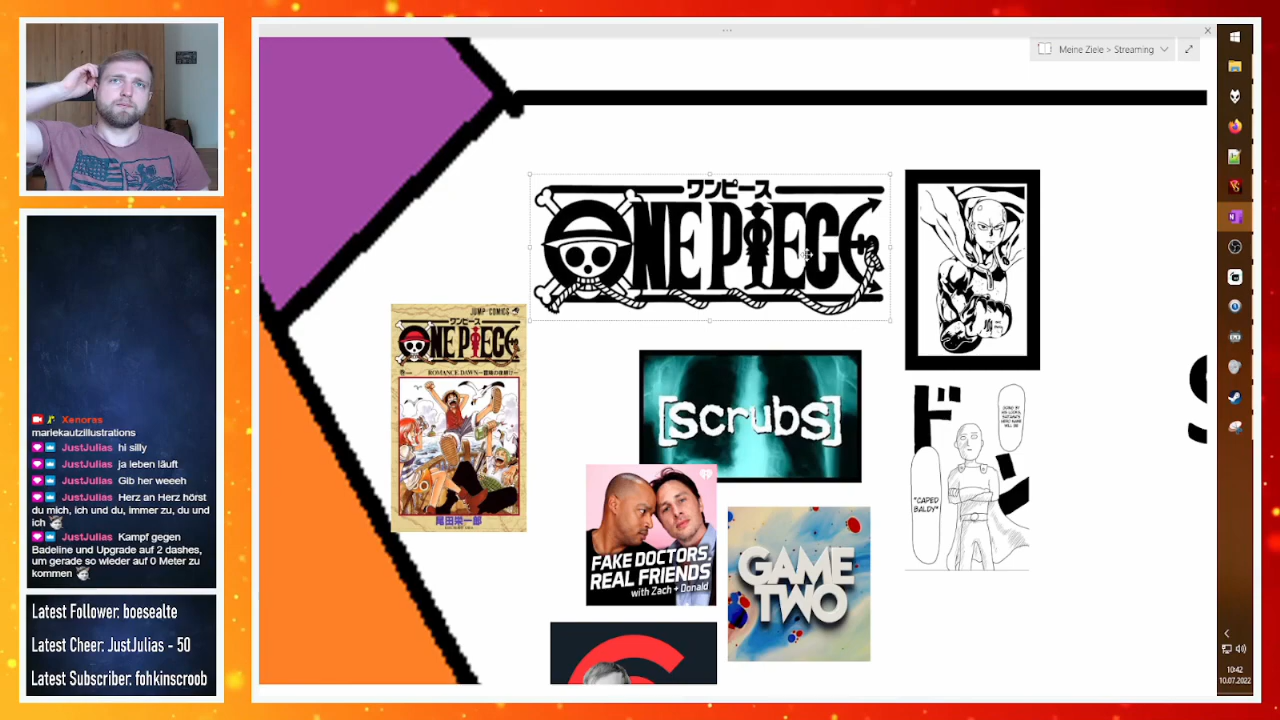 Meine Ziele > Streaming
ワンピース
ONE PIECE
JUMP COMICS
ワンピース
ONE PIECE
巻一
ROMANCE DAWN
尾田栄一郎
[scrubs]
FAKE DOCTORS,
REAL FRIENDS
with Zach + Donald
GAME
TWO
ドン
"CAPED
BALDY"
Xenoras
mariekautzillustrations
JustJulias hi silly
JustJulias ja leben läuft
JustJulias Gib her weeeh
JustJulias Herz an Herz hörst
du mich, ich und du, immer zu, du und
ich
JustJulias Kampf gegen
Badeline und Upgrade auf 2 dashes,
um gerade so wieder auf 0 Meter zu
kommen
Latest Follower: boesealte
Latest Cheer: JustJulias - 50
Latest Subscriber: fohkinscroob
10:42
10.07.2022